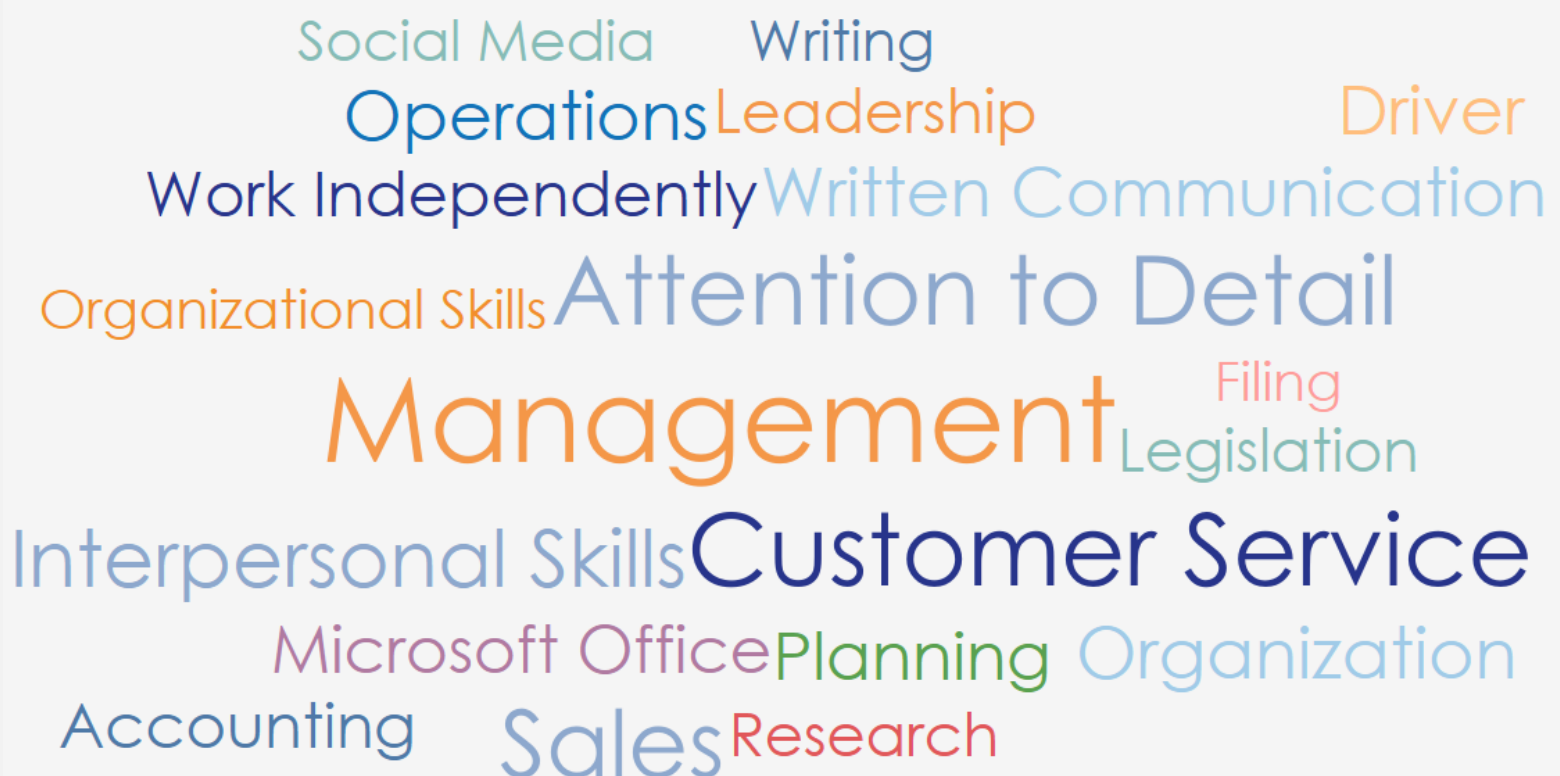 Social Media Writing
Operations Leadership Driver
Work Independently Written Communication
Organizational Skills Attention to Detail
Management Filing
Legislation
Interpersonal Skills Customer Service
Microsoft Office Planning Organization
Accounting Sales Research